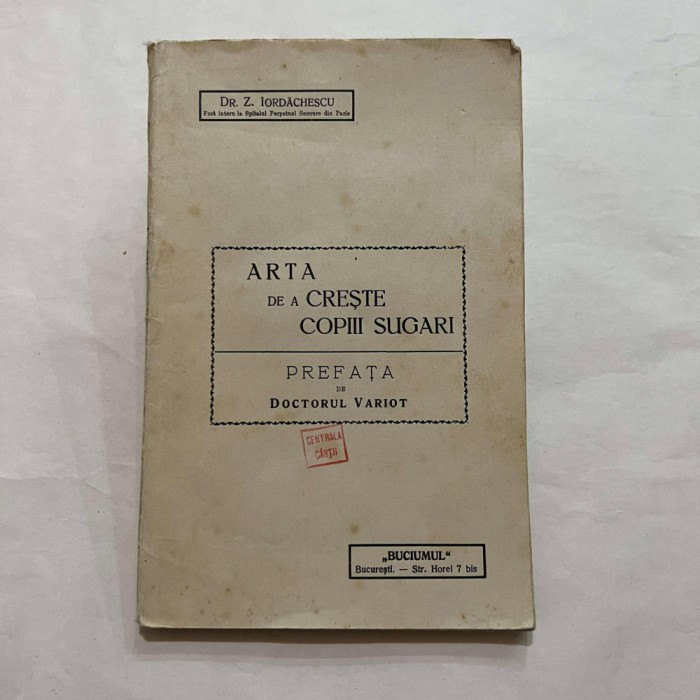 DR. Z. IORDĂCHESCU
Fost intern la Spitalul Perpetuel Secours din Paris
ARTA
DE A CREȘTE
COPIII SUGARI
PREFAȚA
DE
DOCTORUL VARIOT
CENTRALA
CĂRȚII
„BUCIUMUL“
București. — Str. Horei 7 bis